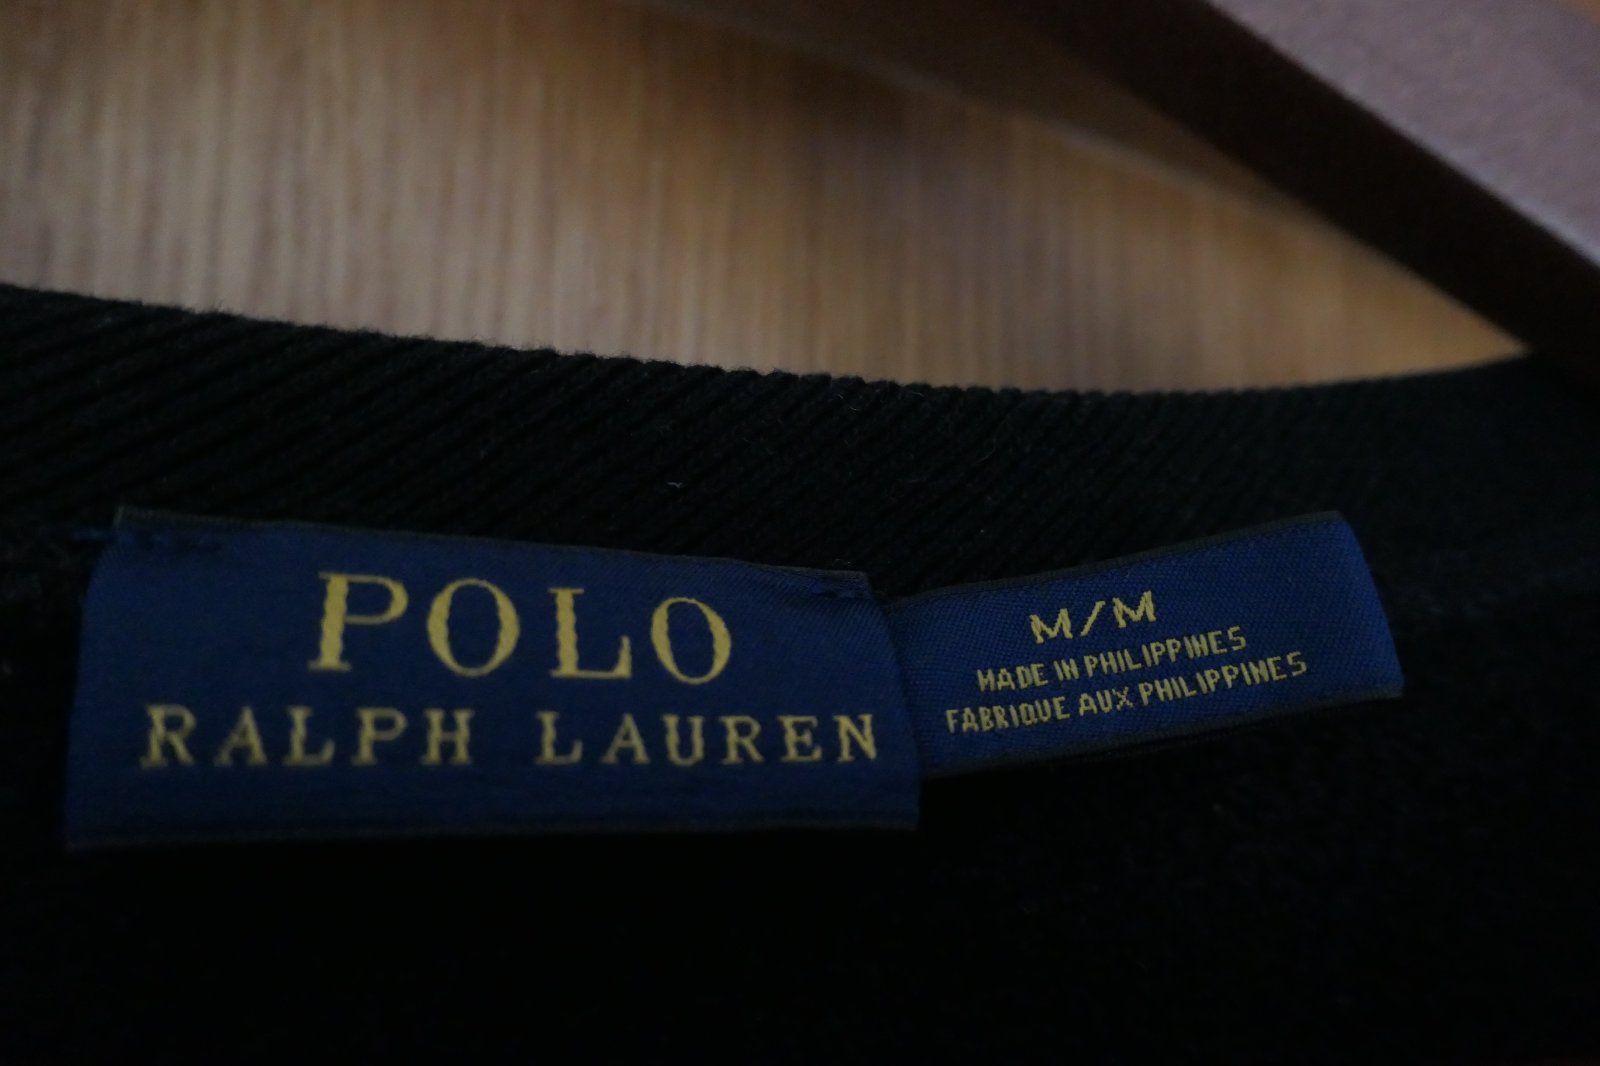 POLO
RALPH LAUREN
M/M
MADE IN PHILIPPINES
FABRIQUE AUX PHILIPPINES